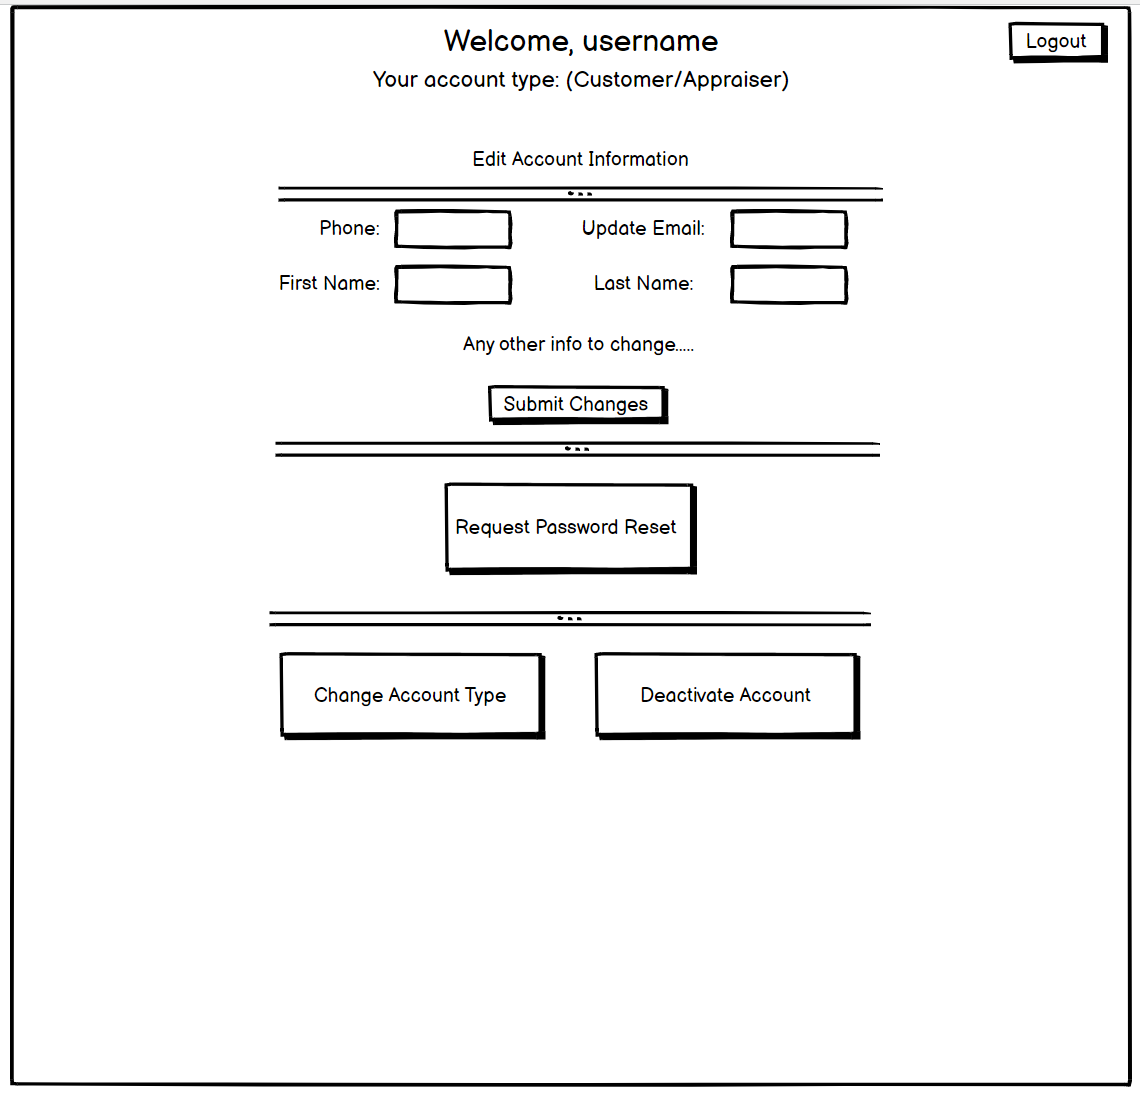 Welcome, username
Logout
Your account type: (Customer/Appraiser)
Edit Account Information
Phone:
Update Email:
First Name:
Last Name:
Any other info to change.....
Submit Changes
Request Password Reset
Change Account Type
Deactivate Account